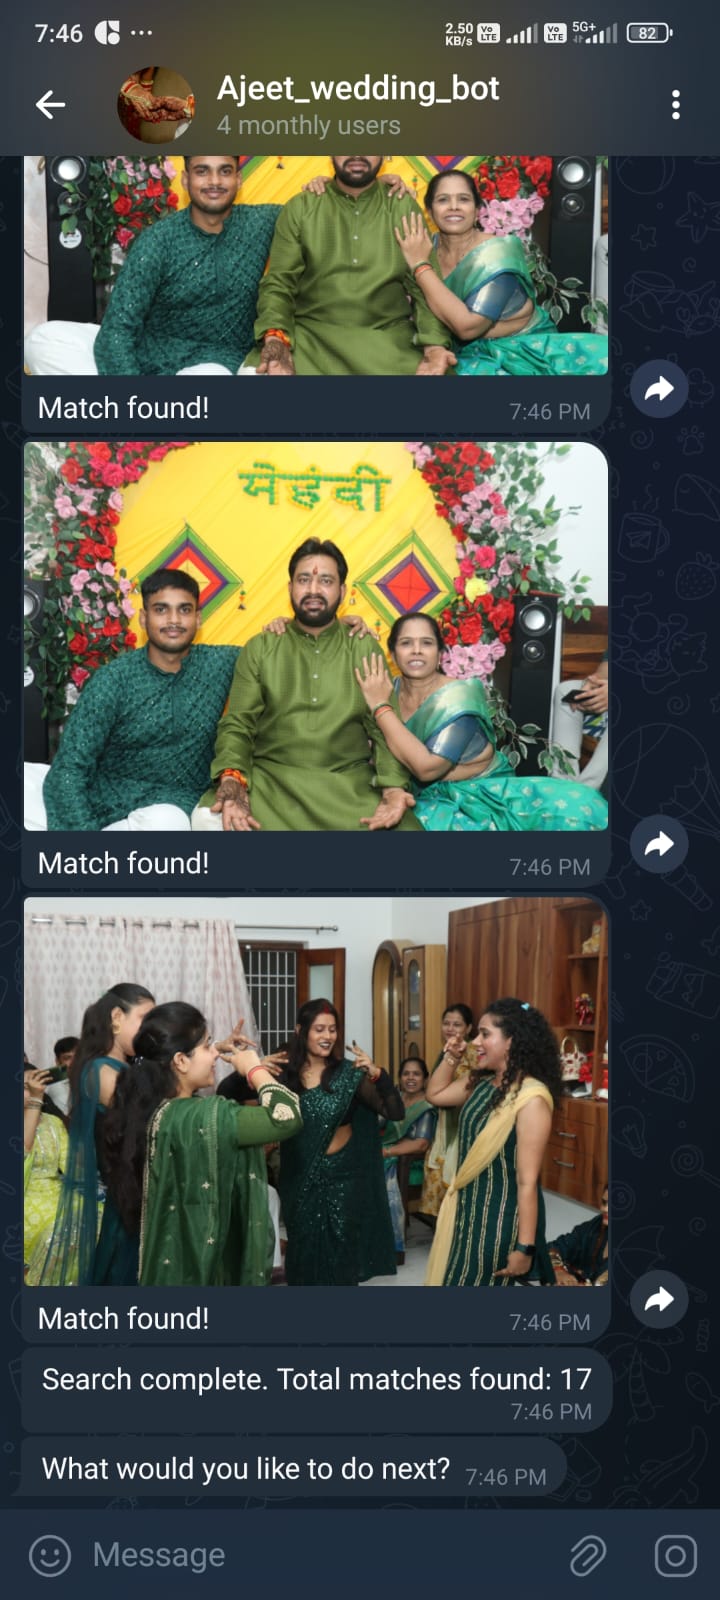 7:46
2.50 KB/s
Vo LTE
Vo LTE
5G+
82
Ajeet_wedding_bot
4 monthly users
Match found!
7:46 PM
मेहंदी
Match found!
7:46 PM
Match found!
7:46 PM
Search complete. Total matches found: 17
7:46 PM
What would you like to do next? 7:46 PM
Message